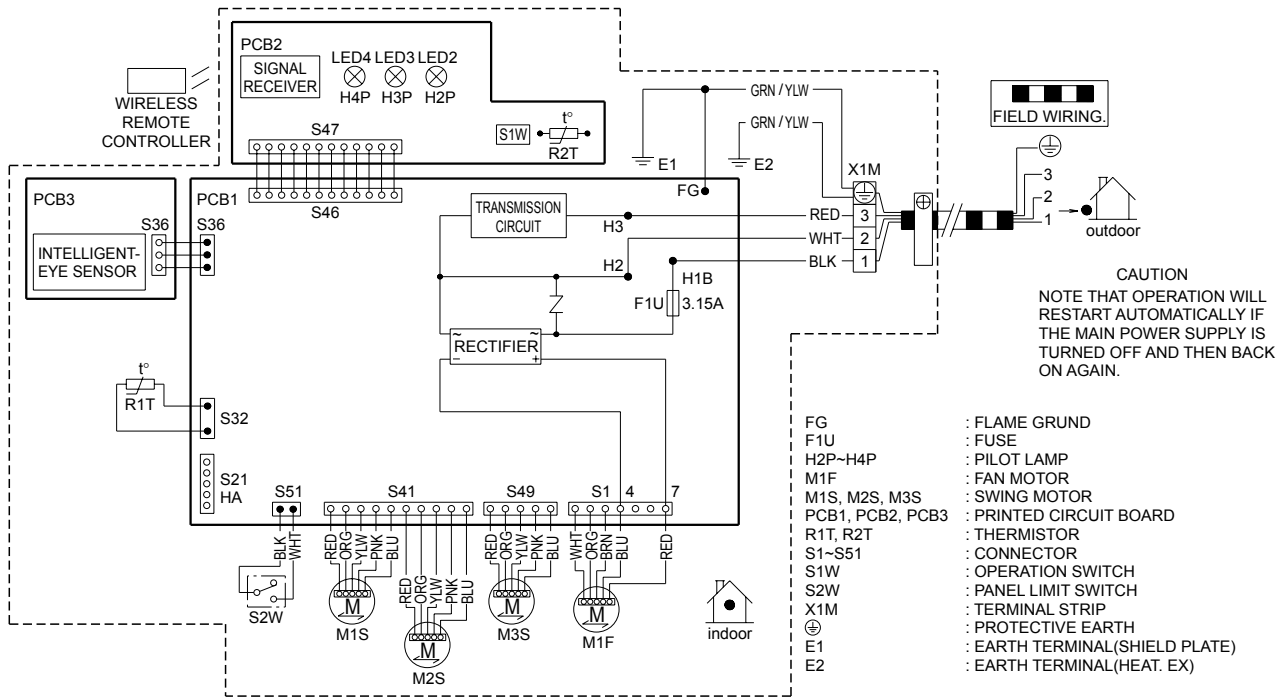 PCB2
SIGNAL
RECEIVER
LED4 LED3 LED2
H4P H3P H2P
WIRELESS
REMOTE
CONTROLLER
S47
S1W
t°
R2T
GRN / YLW
GRN / YLW
E1
E2
FIELD WIRING.
PCB3
S36
INTELLIGENT-
EYE SENSOR
PCB1
S36
S46
TRANSMISSION
CIRCUIT
FG
H3
H2
H1B
F1U
3.15A
X1M
RED 3
WHT 2
BLK 1
3
2
1
outdoor
~ ~
RECTIFIER
− +
t°
R1T
S32
S21
HA
S51
S41
S49
S1 4 7
BLK
WHT
RED
ORG
YLW
PNK
BLU
RED
ORG
YLW
PNK
BLU
RED
ORG
YLW
PNK
BLU
WHT
ORG
BRN
BLU
RED
S2W
M
M1S
M
M2S
M
M3S
M
M1F
indoor
CAUTION
NOTE THAT OPERATION WILL
RESTART AUTOMATICALLY IF
THE MAIN POWER SUPPLY IS
TURNED OFF AND THEN BACK
ON AGAIN.
FG : FLAME GRUND
F1U : FUSE
H2P~H4P : PILOT LAMP
M1F : FAN MOTOR
M1S, M2S, M3S : SWING MOTOR
PCB1, PCB2, PCB3 : PRINTED CIRCUIT BOARD
R1T, R2T : THERMISTOR
S1~S51 : CONNECTOR
S1W : OPERATION SWITCH
S2W : PANEL LIMIT SWITCH
X1M : TERMINAL STRIP
: PROTECTIVE EARTH
E1 : EARTH TERMINAL(SHIELD PLATE)
E2 : EARTH TERMINAL(HEAT. EX)